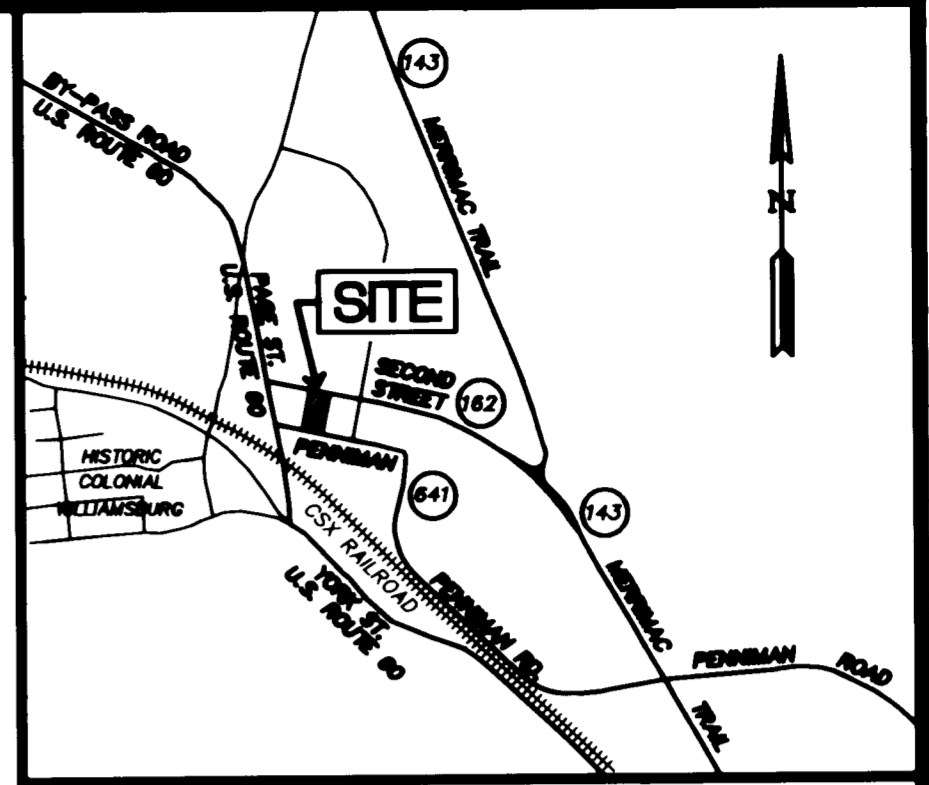 143
BY-PASS ROAD
U.S. ROUTE 60
MERRIMAC TRAIL
N
SITE
PAGE ST.
U.S. ROUTE 60
SECOND
STREET
162
PENNIMAN
HISTORIC
COLONIAL
WILLIAMSBURG
641
143
CSX RAILROAD
YORK ST.
U.S. ROUTE 60
PENNIMAN RD.
MERRIMAC
TRAIL
PENNIMAN ROAD